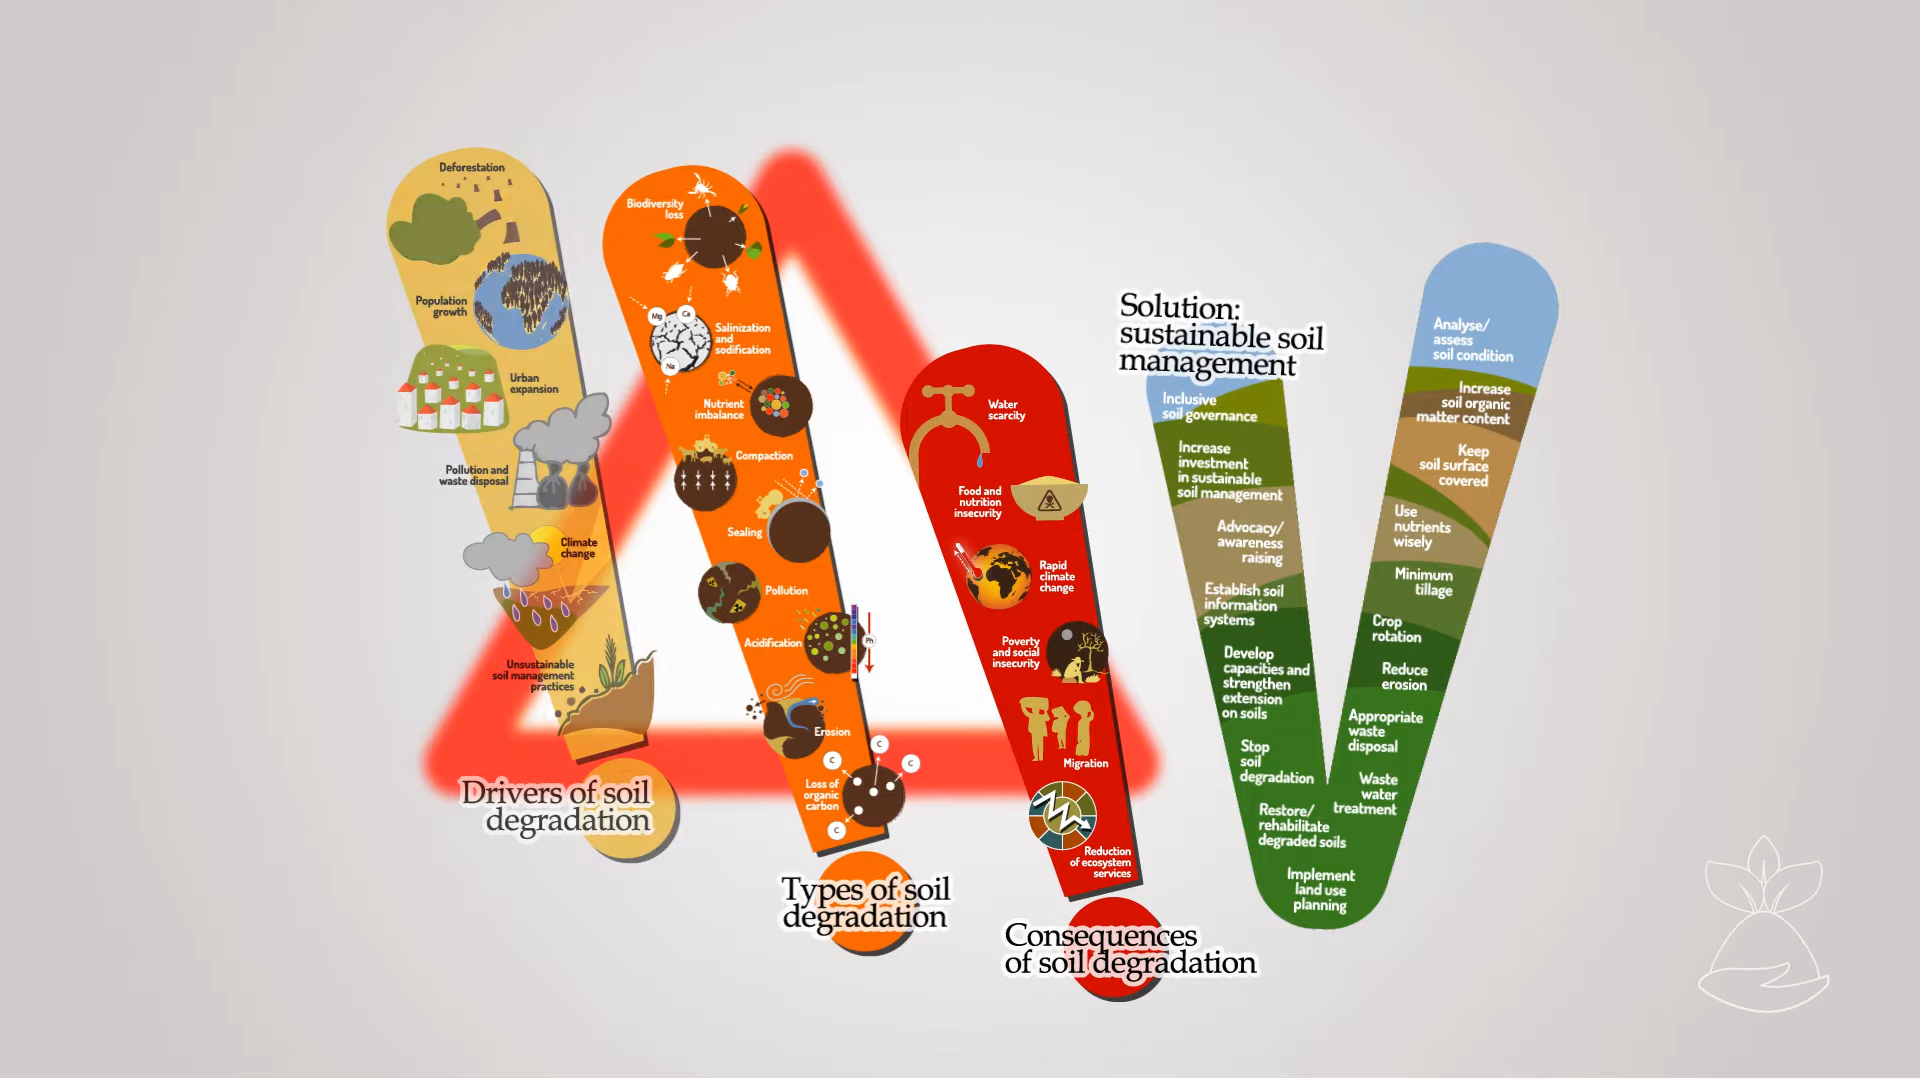 Deforestation
Population
growth
Urban
expansion
Pollution and
waste disposal
Climate
change
Unsustainable
soil management
practices
Drivers of soil
degradation
Biodiversity
loss
Mg
Ca
Na
Salinization
and
sodification
Nutrient
imbalance
Compaction
Sealing
Pollution
Acidification
Ph
Erosion
C
C
C
Loss of
organic
carbon
C
Types of soil
degradation
Water
scarcity
Food and
nutrition
insecurity
Rapid
climate
change
Poverty
and social
insecurity
Migration
Reduction
of ecosystem
services
Consequences
of soil degradation
Solution:
sustainable soil
management
Inclusive
soil governance
Increase
investment
in sustainable
soil management
Advocacy/
awareness
raising
Establish soil
information
systems
Develop
capacities and
strengthen
extension
on soils
Stop
soil
degradation
Restore/
rehabilitate
degraded soils
Implement
land use
planning
Analyse/
assess
soil condition
Increase
soil organic
matter content
Keep
soil surface
covered
Use
nutrients
wisely
Minimum
tillage
Crop
rotation
Reduce
erosion
Appropriate
waste
disposal
Waste
water
treatment